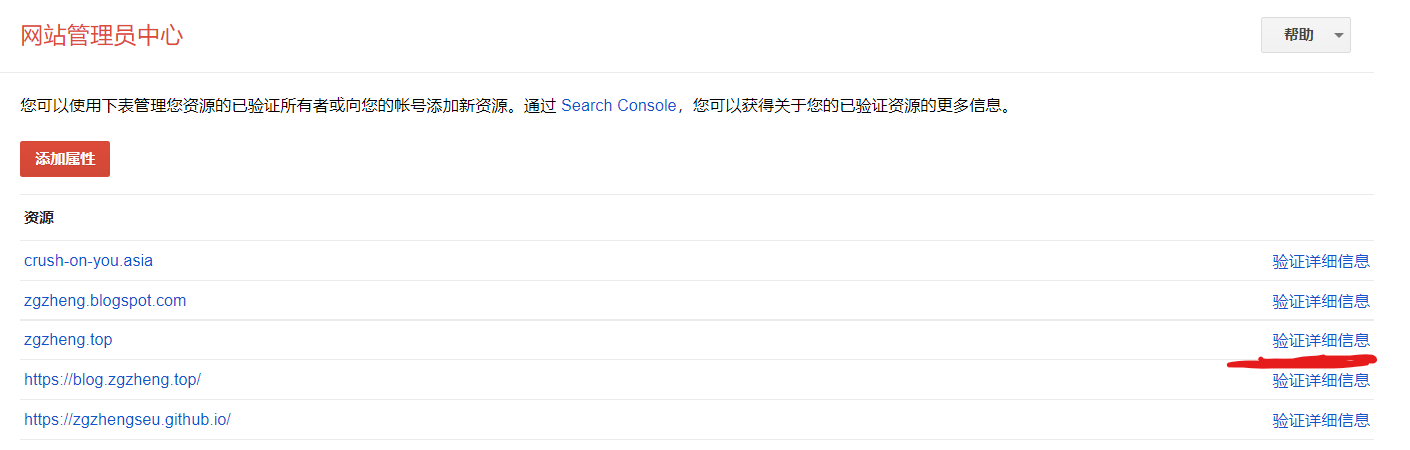 网站管理员中心
帮助
您可以使用下表管理您资源的已验证所有者或向您的帐号添加新资源。通过 Search Console，您可以获得关于您的已验证资源的更多信息。
添加属性
资源
crush-on-you.asia 验证详细信息
zgzheng.blogspot.com 验证详细信息
zgzheng.top 验证详细信息
https://blog.zgzheng.top/ 验证详细信息
https://zgzhengseu.github.io/ 验证详细信息